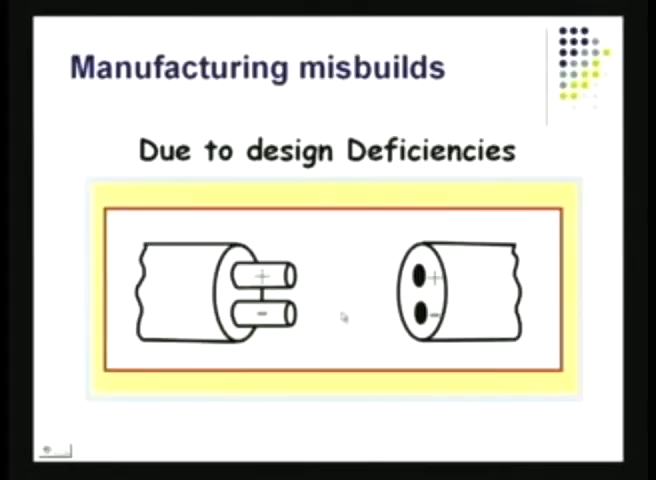 Manufacturing misbuilds
Due to design Deficiencies
+ +
- -